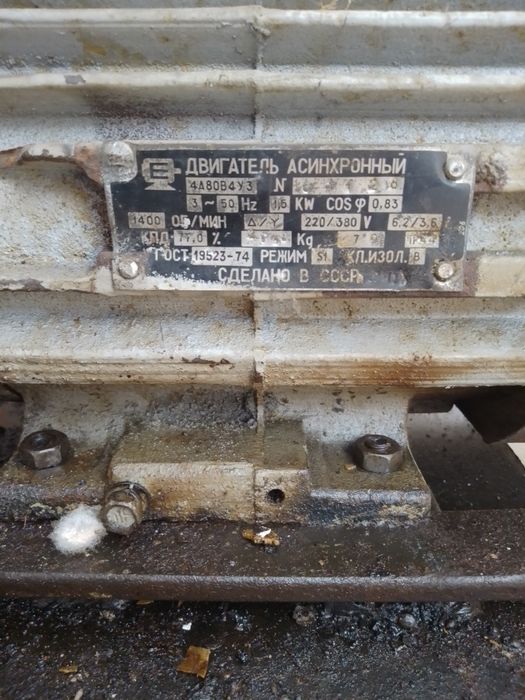 ДВИГАТЕЛЬ АСИНХРОННЫЙ
4А80В4У3 N
3 ~ 50 Hz 1,5 KW COS φ 0,83
1400 ОБ/МИН Δ/Y 220/380 V 6,2/3,6
КПД 77,0 % Kg
ГОСТ 19523-74 РЕЖИМ S1 КЛ.ИЗОЛ. В
СДЕЛАНО В СССР